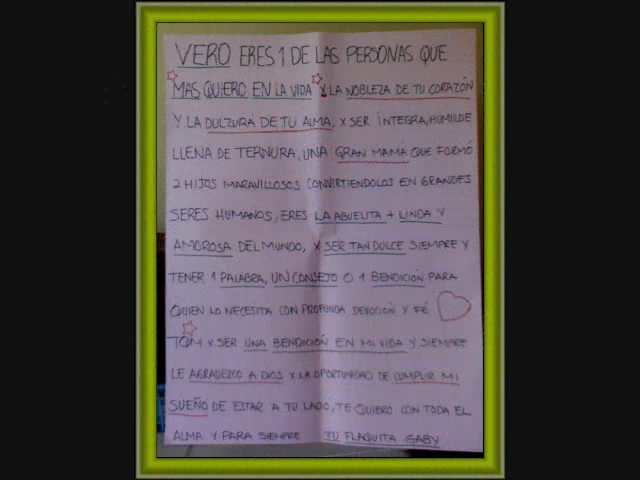 VERO ERES 1 DE LAS PERSONAS QUE
MAS QUIERO EN LA VIDA X LA NOBLEZA DE TU CORAZÓN
Y LA DULZURA DE TU ALMA, X SER INTEGRA, HUMILDE
LLENA DE TERNURA, UNA GRAN MAMA QUE FORMÓ
2 HIJOS MARAVILLOSOS CONVIRTIENDOLOS EN GRANDES
SERES HUMANOS, ERES LA ABUELITA + LINDA Y
AMOROSA DEL MUNDO, X SER TAN DULCE SIEMPRE Y
TENER 1 PALABRA, UN CONSEJO O 1 BENDICIÓN PARA
QUIEN LO NECESITA CON PROFUNDA DEVOCIÓN Y FÉ
TQM X SER UNA BENDICIÓN EN MI VIDA Y SIEMPRE
LE AGRADEZCO A DIOS X LA OPORTUNIDAD DE CUMPLIR MI
SUEÑO DE ESTAR A TU LADO, TE QUIERO CON TODA EL
ALMA Y PARA SIEMPRE TU FLAQUITA GABY